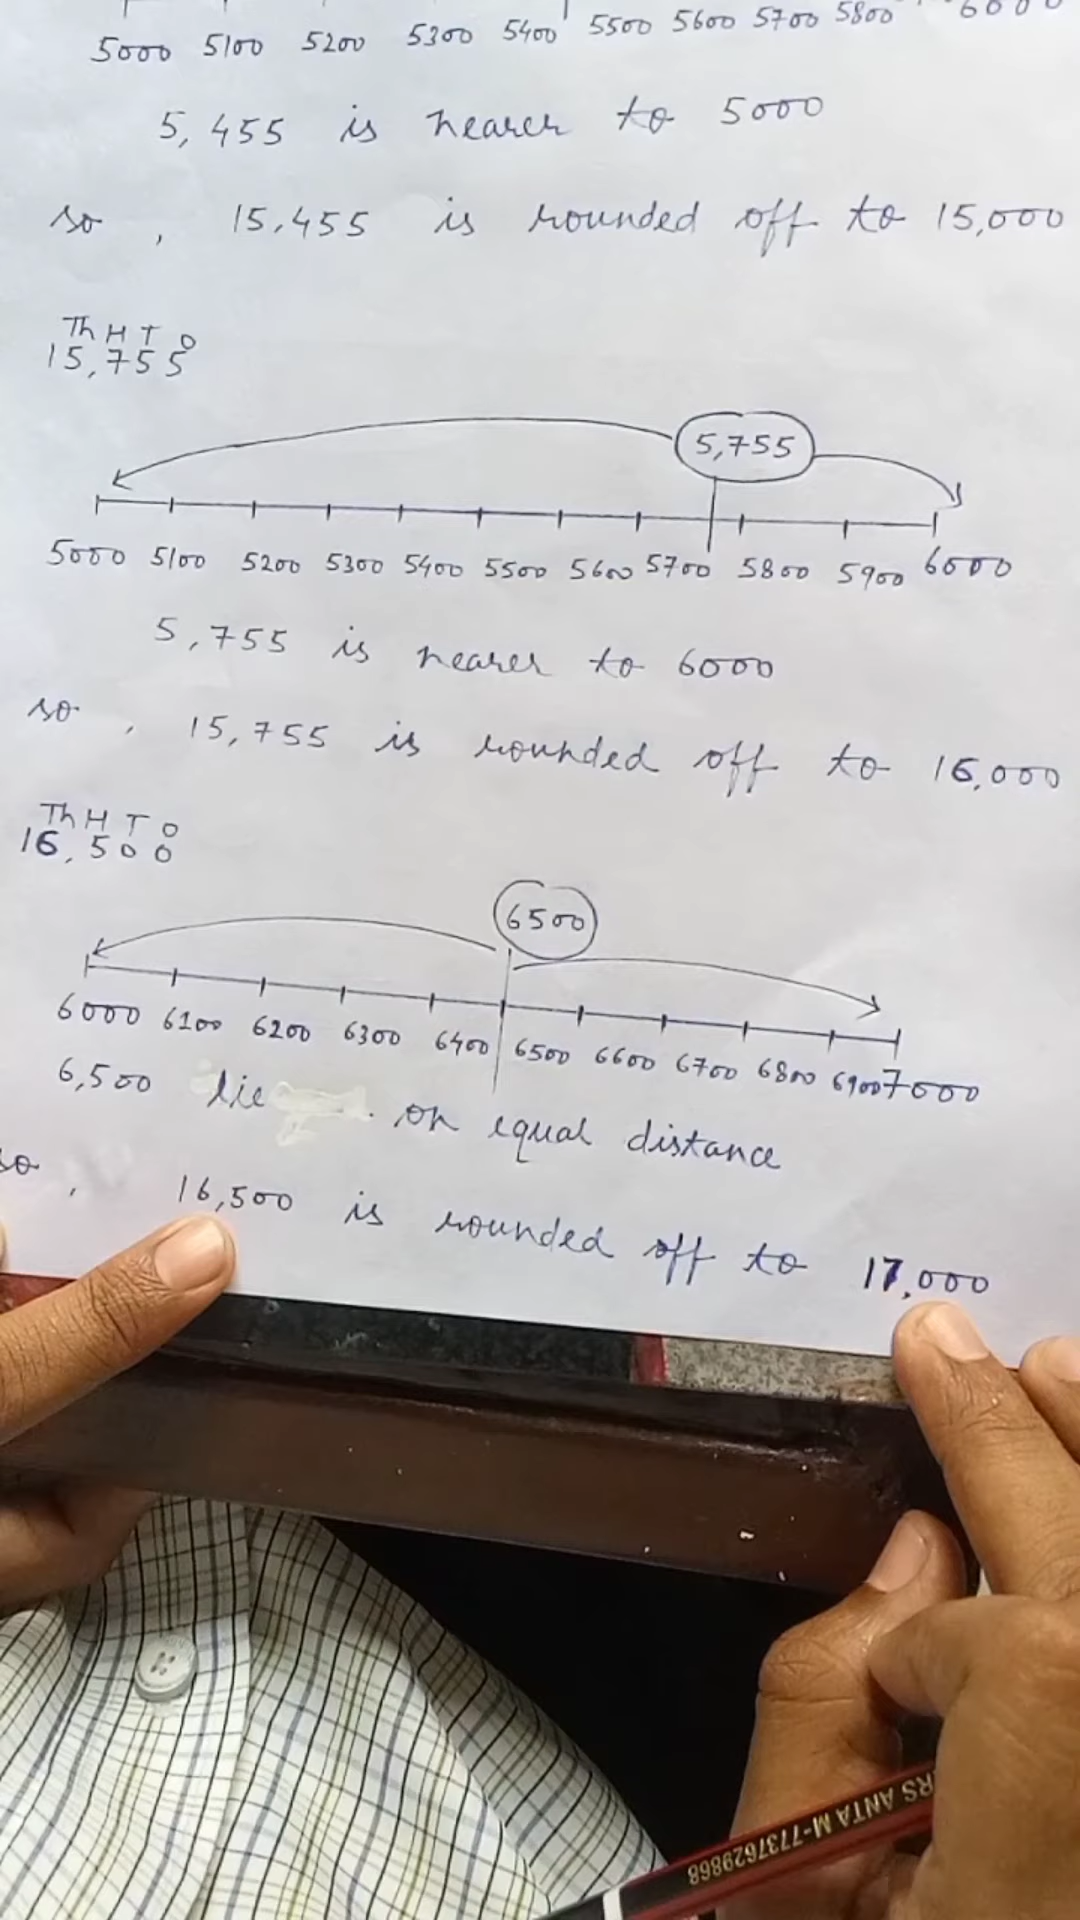 5000 5100 5200 5300 5400 5500 5600 5700 5800 6000
5,455 is nearer to 5000
so, 15,455 is rounded off to 15,000
Th H T O
15,755
5,755
5000 5100 5200 5300 5400 5500 5600 5700 5800 5900 6000
5,755 is nearer to 6000
so, 15,755 is rounded off to 16,000
Th H T O
16,500
6500
6000 6100 6200 6300 6400 6500 6600 6700 6800 6900 7000
6,500 lie on equal distance
so, 16,500 is rounded off to 17,000
RS ANTA M-7737629868